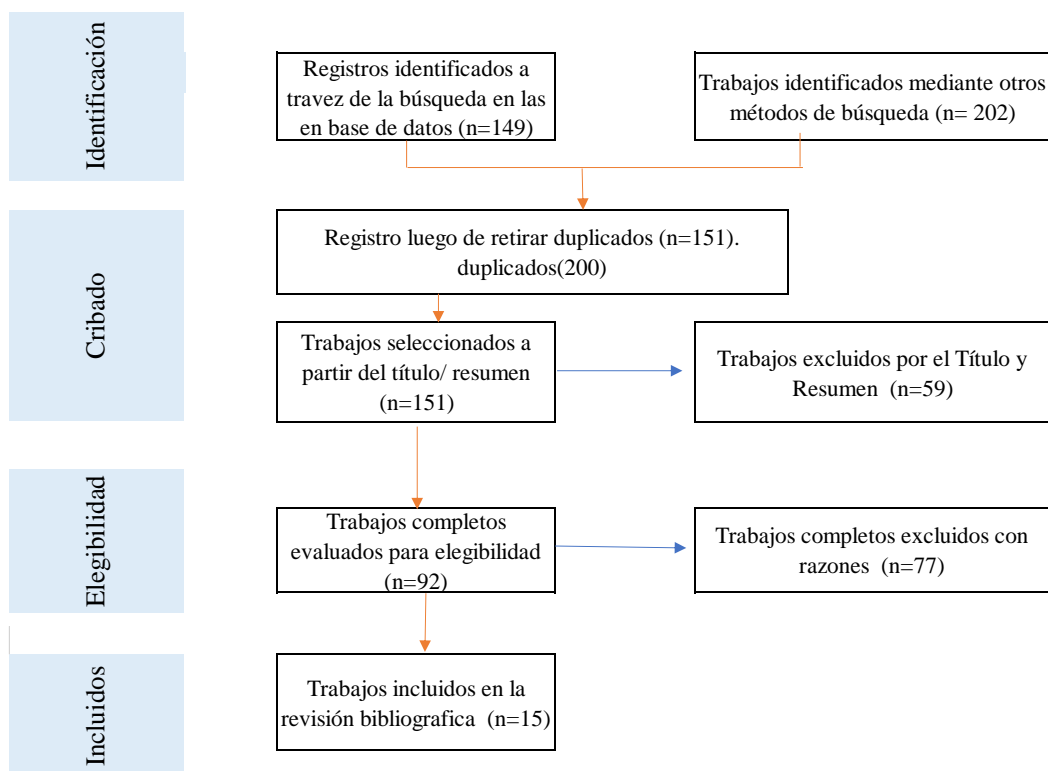 Identificación
Registros identificados a
travez de la búsqueda en las
en base de datos (n=149)
Trabajos identificados mediante otros
métodos de búsqueda (n= 202)
Cribado
Registro luego de retirar duplicados (n=151).
duplicados(200)
Trabajos seleccionados a
partir del título/ resumen
(n=151)
Trabajos excluidos por el Título y
Resumen (n=59)
Elegibilidad
Trabajos completos
evaluados para elegibilidad
(n=92)
Trabajos completos excluidos con
razones (n=77)
Incluidos
Trabajos incluidos en la
revisión bibliografica (n=15)